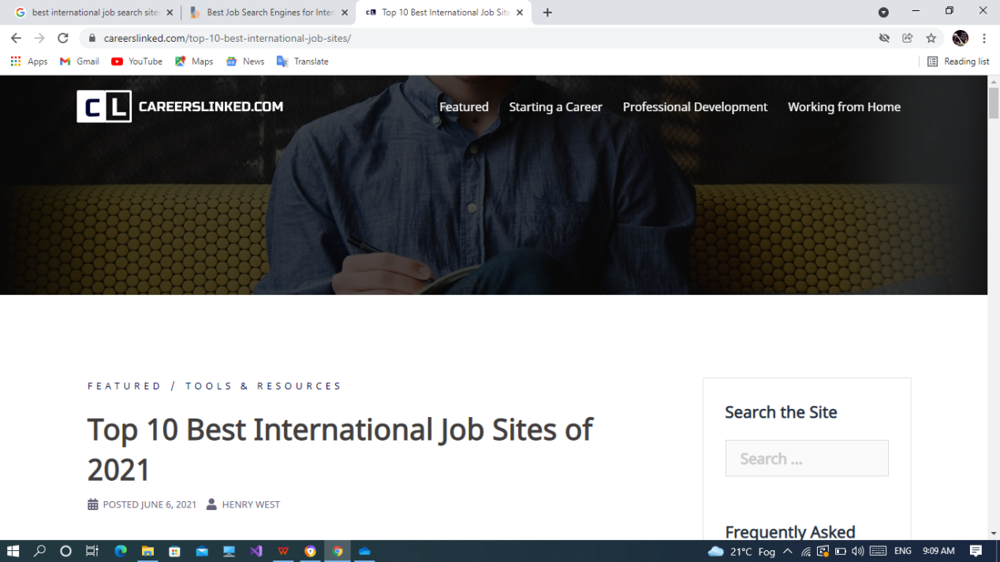 best international job search sites
Best Job Search Engines for Inter
Top 10 Best International Job Site
careerslinked.com/top-10-best-international-job-sites/
Apps
Gmail
YouTube
Maps
News
Translate
Reading list
CL CAREERSLINKED.COM
Featured
Starting a Career
Professional Development
Working from Home
FEATURED / TOOLS & RESOURCES
Top 10 Best International Job Sites of
2021
POSTED JUNE 6, 2021 HENRY WEST
Search the Site
Search ...
Frequently Asked
21°C Fog
ENG
9:09 AM